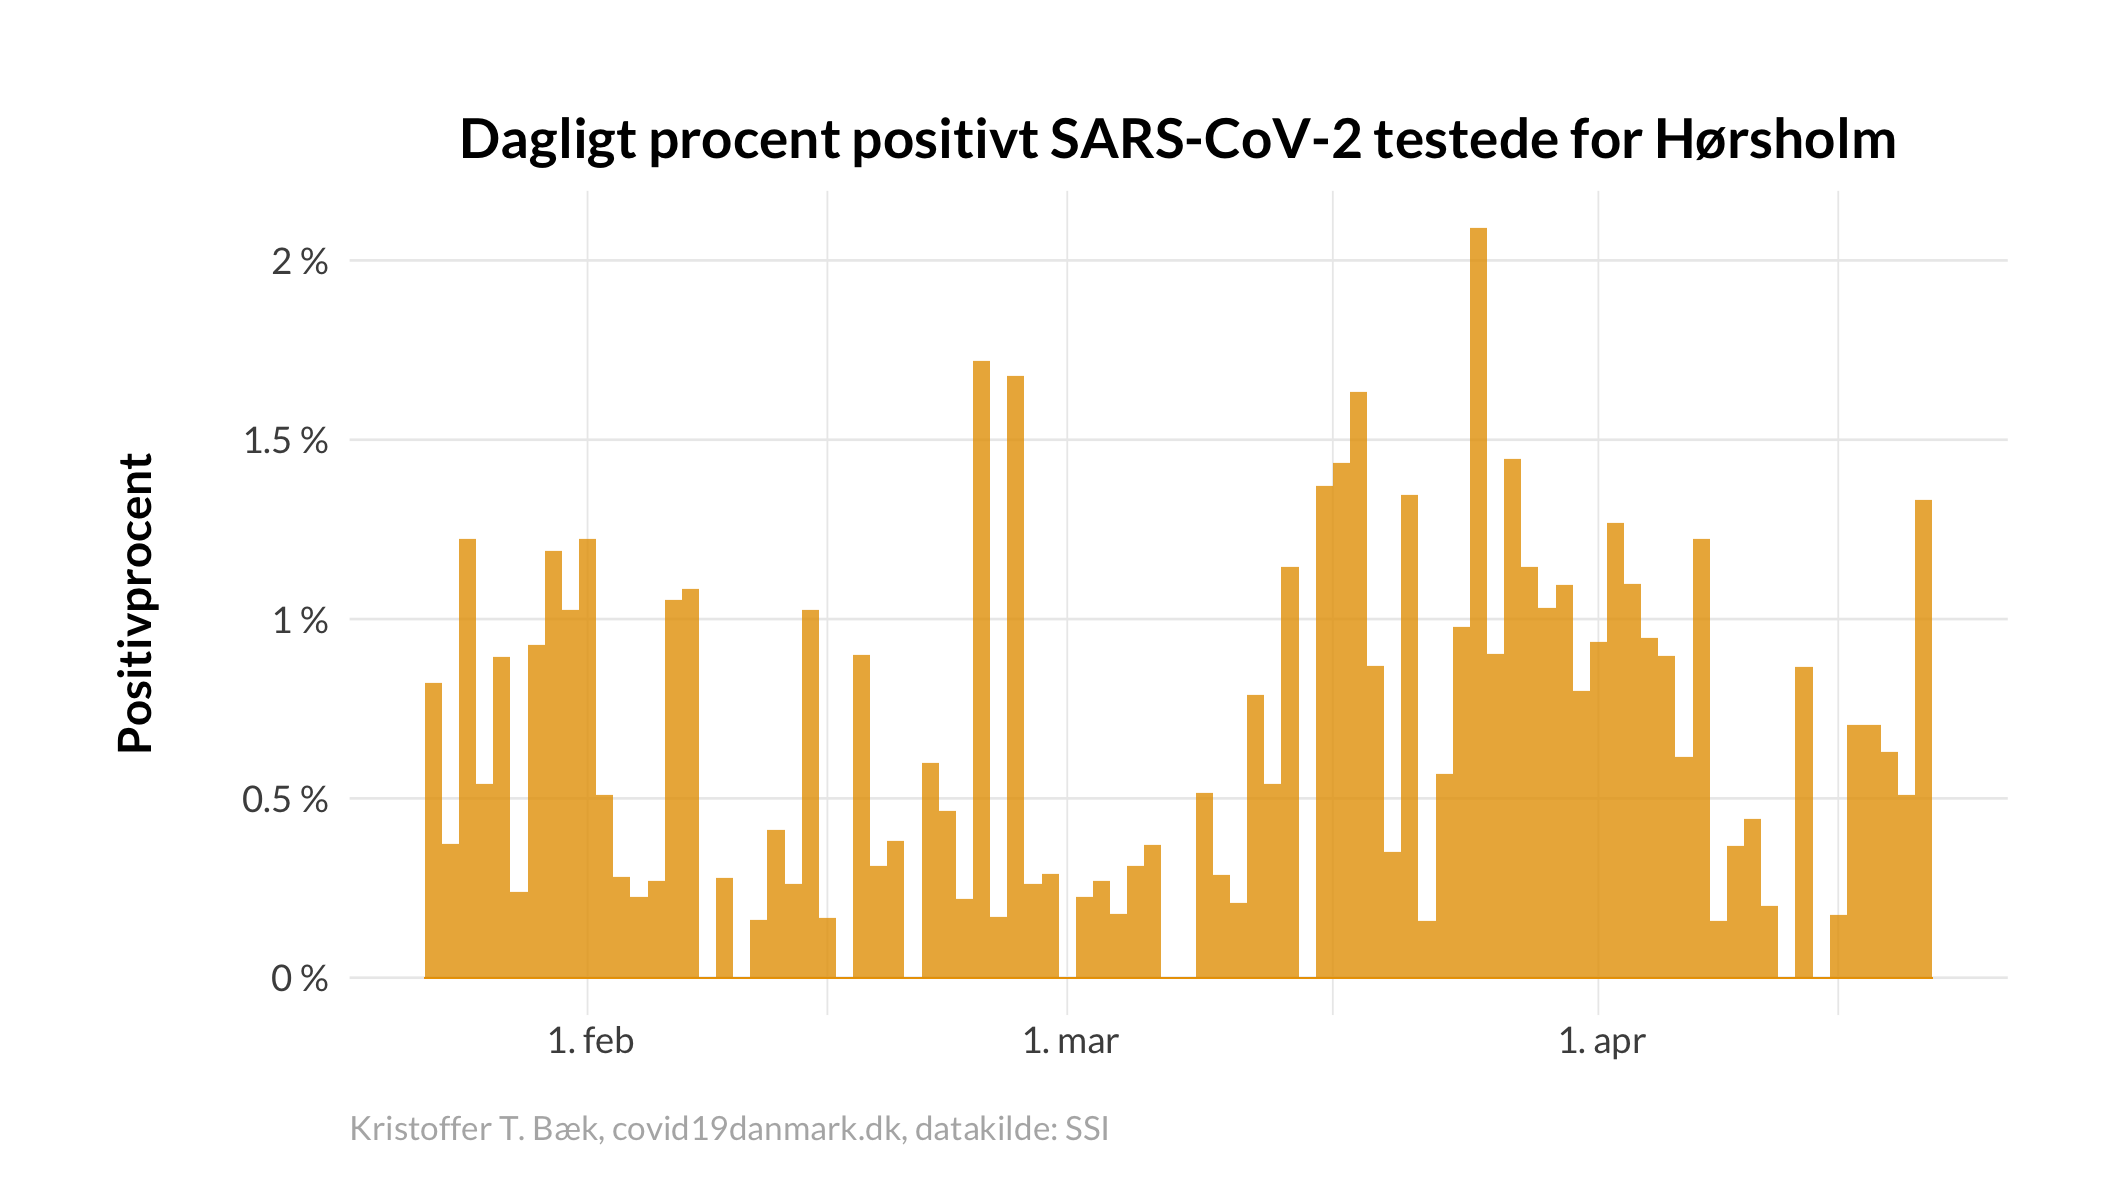 Dagligt procent positivt SARS-CoV-2 testede for Hørsholm
Positivprocent
2 %
1.5 %
1 %
0.5 %
0 %
1. feb
1. mar
1. apr
Kristoffer T. Bæk, covid19danmark.dk, datakilde: SSI